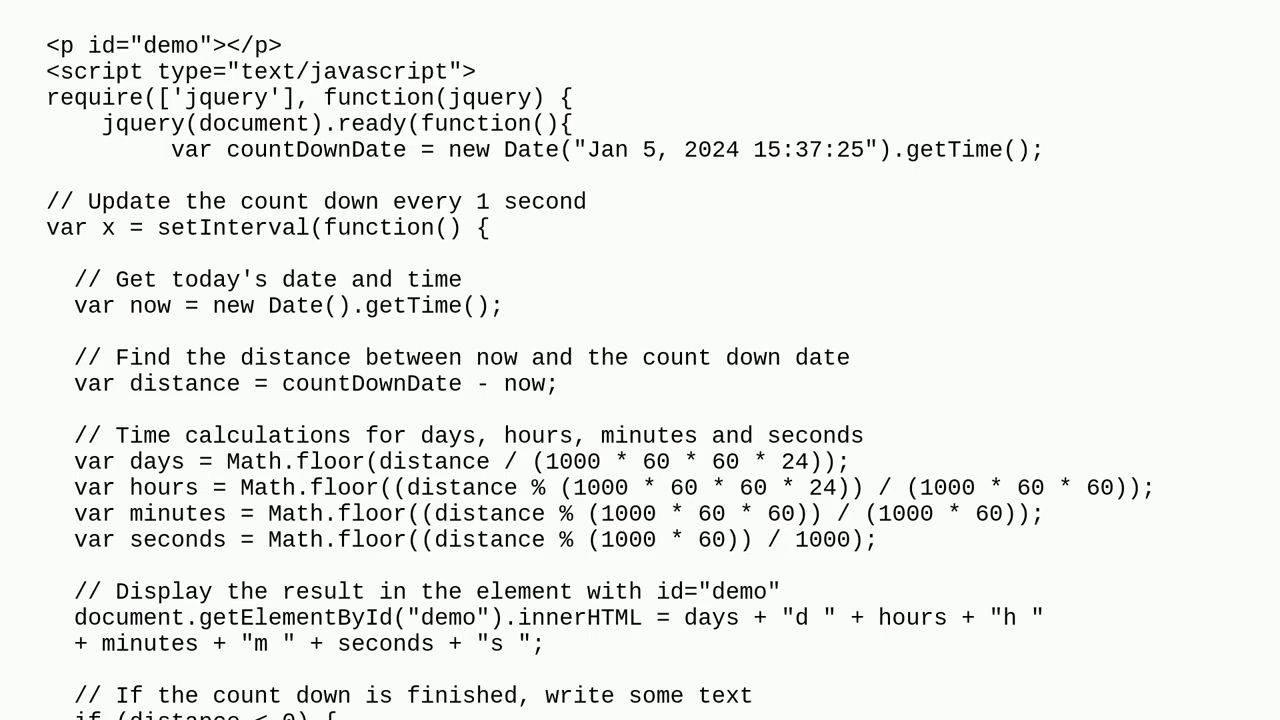 <p id="demo"></p>
<script type="text/javascript">
require(['jquery'], function(jquery) {
    jquery(document).ready(function(){
         var countDownDate = new Date("Jan 5, 2024 15:37:25").getTime();

// Update the count down every 1 second
var x = setInterval(function() {

  // Get today's date and time
  var now = new Date().getTime();

  // Find the distance between now and the count down date
  var distance = countDownDate - now;

  // Time calculations for days, hours, minutes and seconds
  var days = Math.floor(distance / (1000 * 60 * 60 * 24));
  var hours = Math.floor((distance % (1000 * 60 * 60 * 24)) / (1000 * 60 * 60));
  var minutes = Math.floor((distance % (1000 * 60 * 60)) / (1000 * 60));
  var seconds = Math.floor((distance % (1000 * 60)) / 1000);

  // Display the result in the element with id="demo"
  document.getElementById("demo").innerHTML = days + "d " + hours + "h "
  + minutes + "m " + seconds + "s ";

  // If the count down is finished, write some text
  if (distance < 0) {